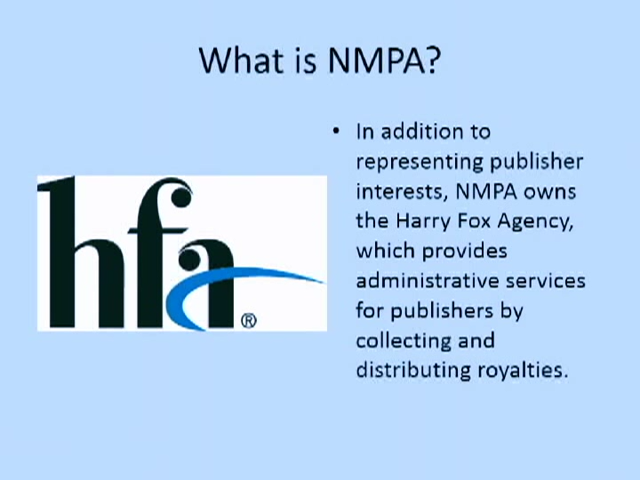 What is NMPA?
• In addition to
representing publisher
interests, NMPA owns
the Harry Fox Agency,
which provides
administrative services
for publishers by
collecting and
distributing royalties.
hfa®